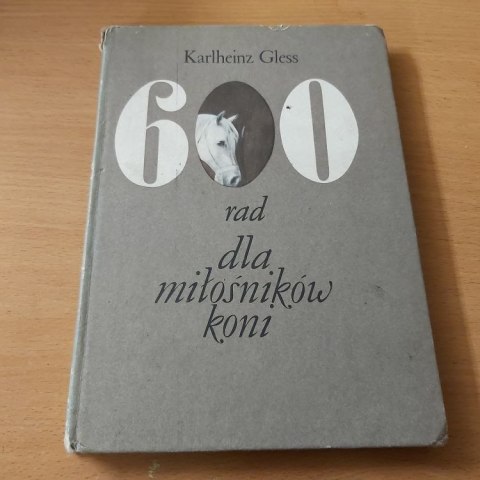 Karlheinz Gless
600
rad
dla
miłośników
koni